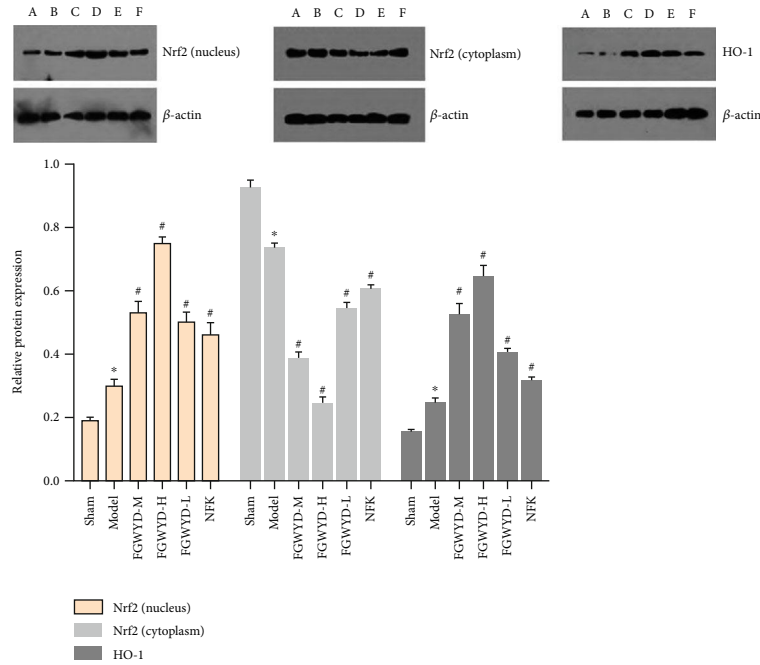 A B C D E F
Nrf2 (nucleus)
β-actin
A B C D E F
Nrf2 (cytoplasm)
β-actin
A B C D E F
HO-1
β-actin
Relative protein expression
1.0
0.8
0.6
0.4
0.2
0.0
*
#
#
#
#
*
#
#
#
#
*
#
#
#
#
Sham
Model
FGWYD-M
FGWYD-H
FGWYD-L
NFK
Sham
Model
FGWYD-M
FGWYD-H
FGWYD-L
NFK
Sham
Model
FGWYD-M
FGWYD-H
FGWYD-L
NFK
Nrf2 (nucleus)
Nrf2 (cytoplasm)
HO-1